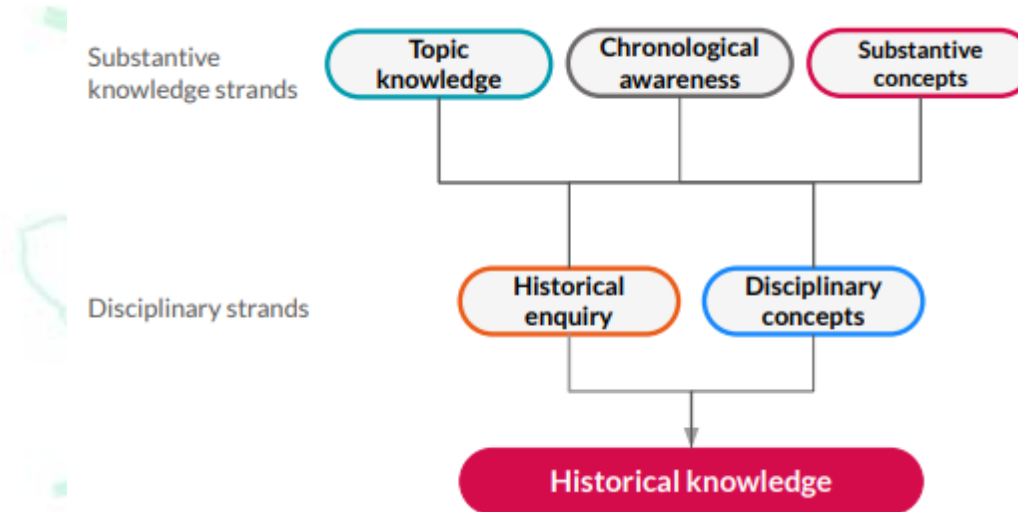 Substantive
knowledge strands
Topic
knowledge
Chronological
awareness
Substantive
concepts
Disciplinary strands
Historical
enquiry
Disciplinary
concepts
Historical knowledge